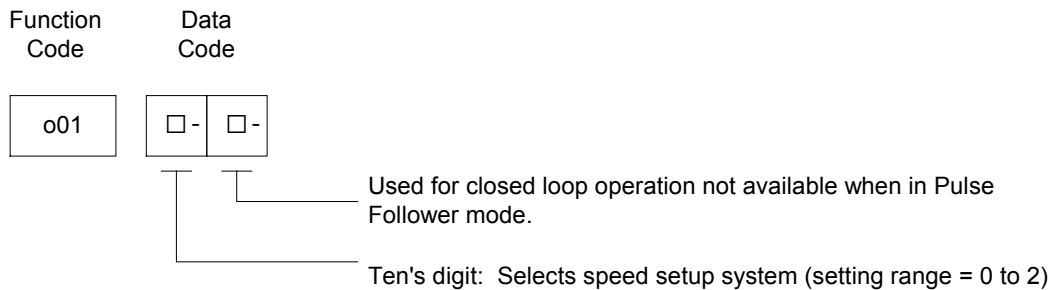 Function Data
Code Code
o01 □- □-
Used for closed loop operation not available when in Pulse
Follower mode.
Ten's digit: Selects speed setup system (setting range = 0 to 2)